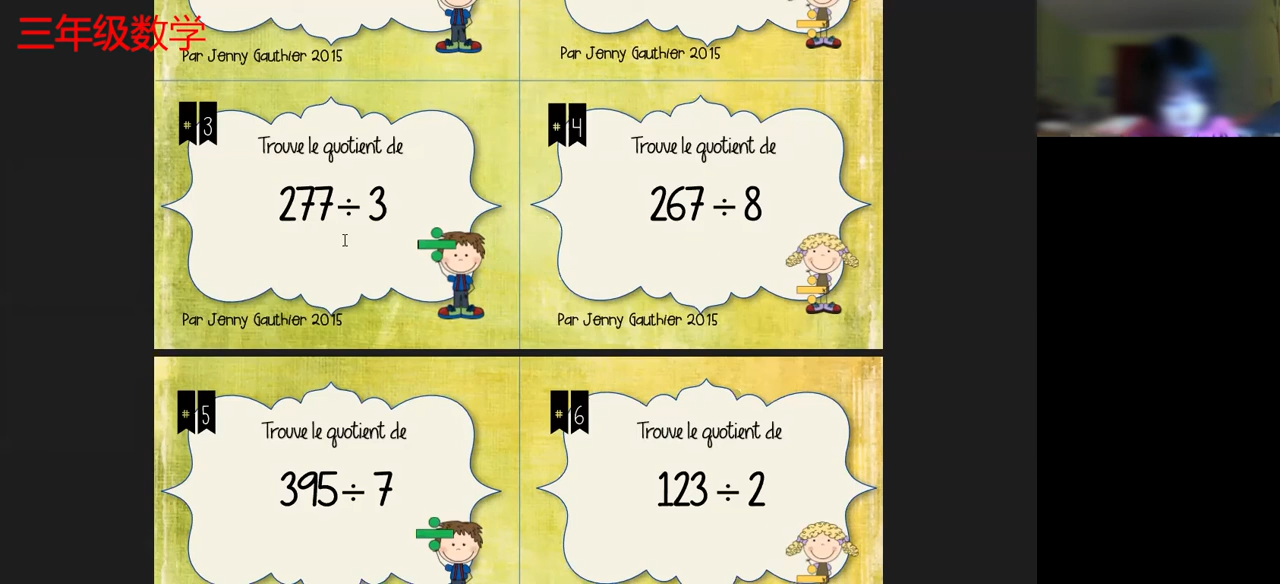 三年级数学
Par Jenny Gauthier 2015
Par Jenny Gauthier 2015
#3
Trouve le quotient de
277 ÷ 3
Par Jenny Gauthier 2015
#4
Trouve le quotient de
267 ÷ 8
Par Jenny Gauthier 2015
#5
Trouve le quotient de
395 ÷ 7
#6
Trouve le quotient de
123 ÷ 2